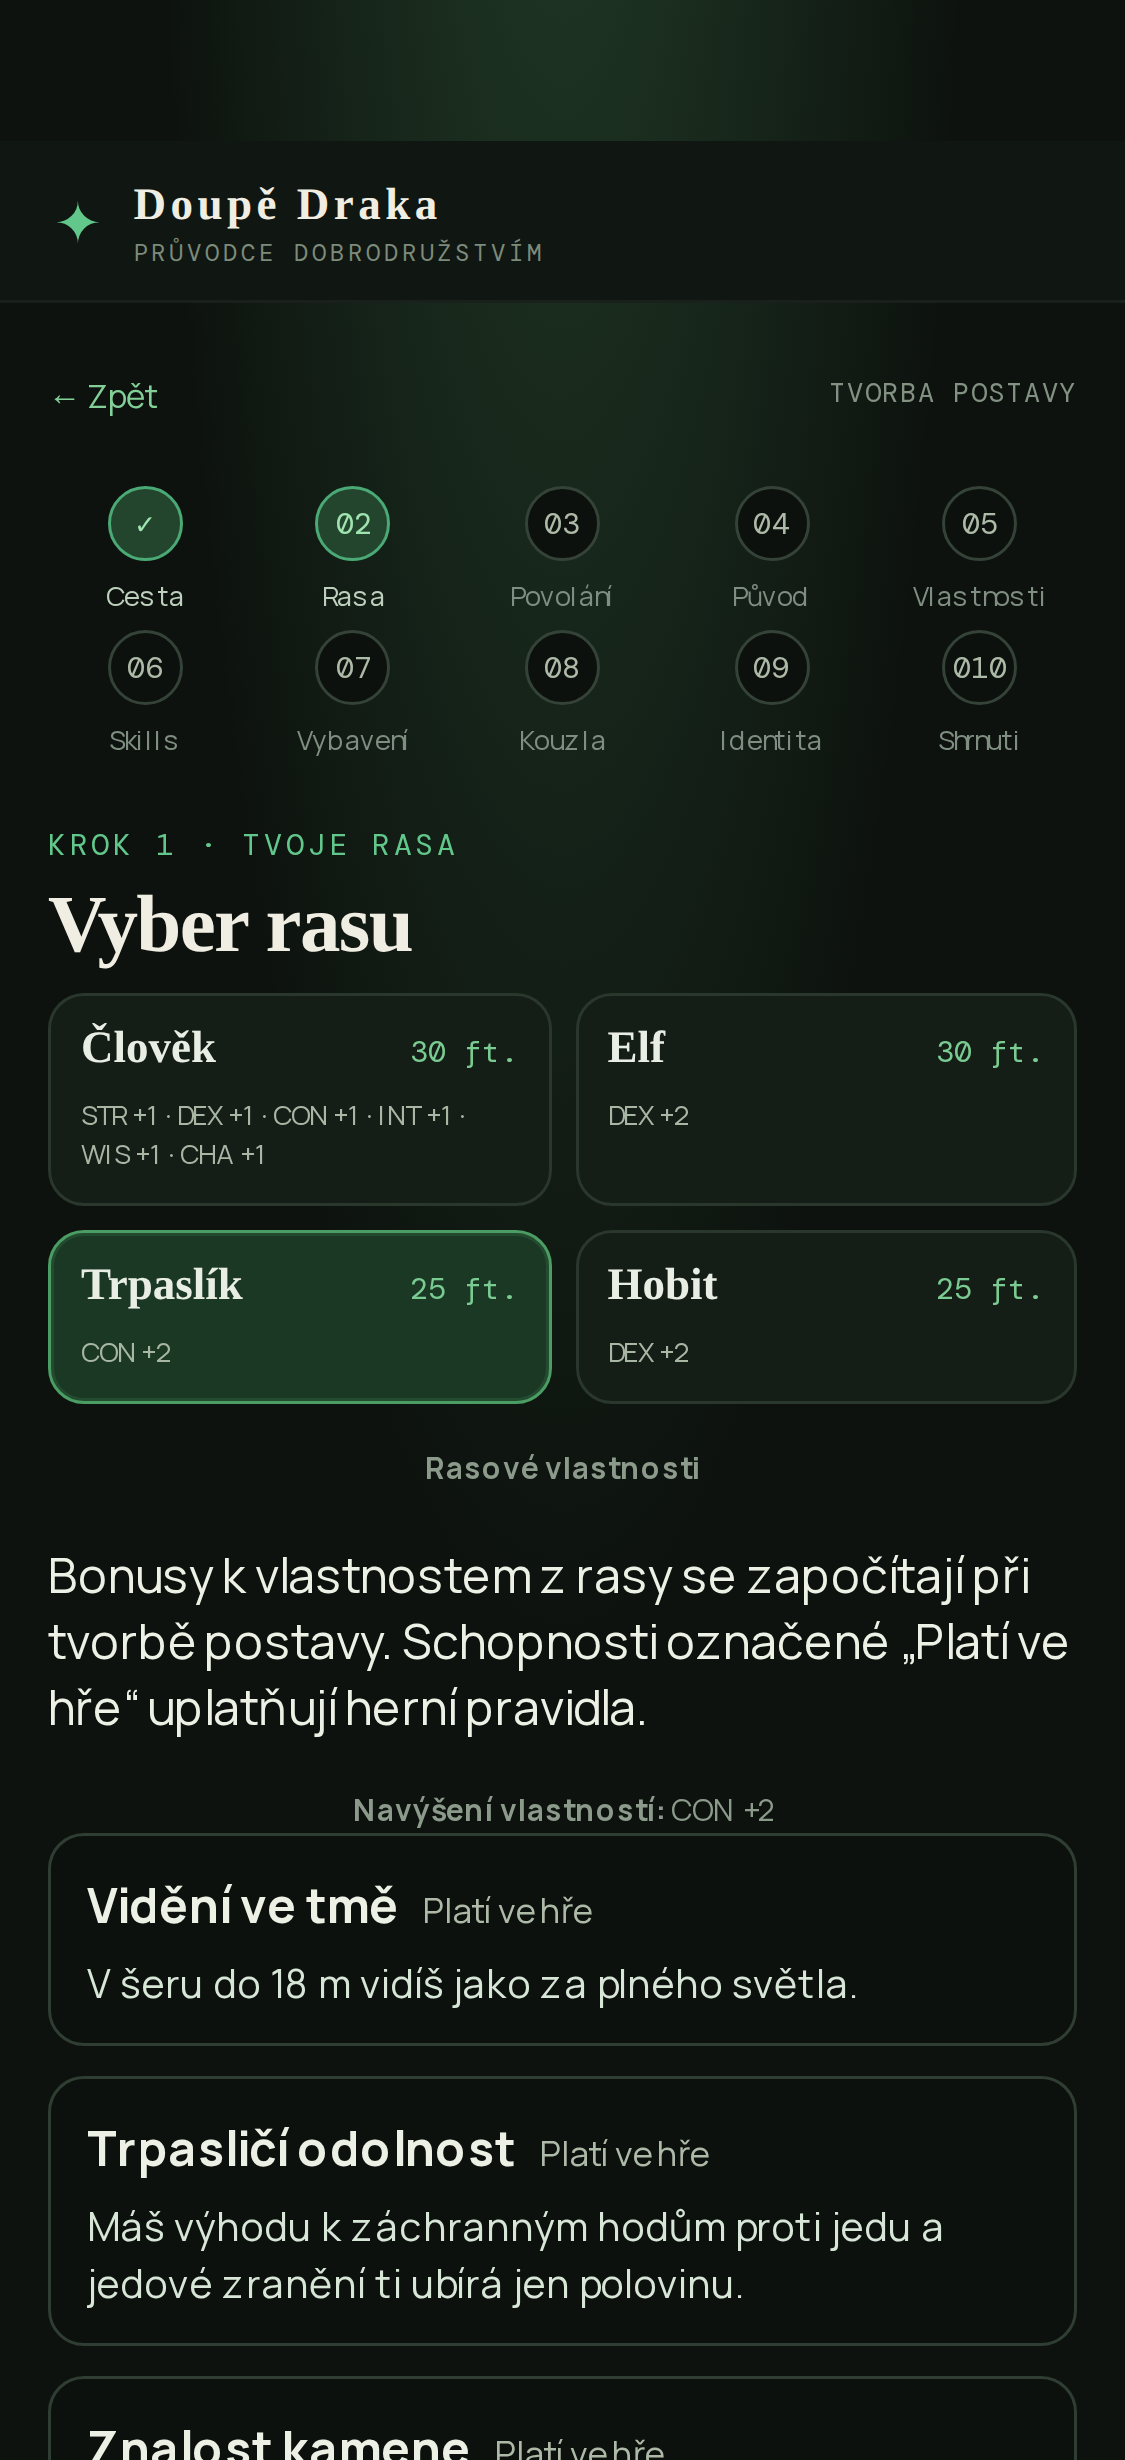 Doupě Draka
PRŮVODCE DOBRODRUŽSTVÍM
← Zpět
TVORBA POSTAVY
✓ 02 03 04 05
Cesta Rasa Povolání Původ Vlastnosti
06 07 08 09 010
Skills Vybavení Kouzla Identita Shrnutí
KROK 1 · TVOJE RASA
Vyber rasu
Člověk 30 ft.
STR +1 · DEX +1 · CON +1 · INT +1 ·
WIS +1 · CHA +1
Elf 30 ft.
DEX +2
Trpaslík 25 ft.
CON +2
Hobit 25 ft.
DEX +2
Rasové vlastnosti
Bonusy k vlastnostem z rasy se započítají při
tvorbě postavy. Schopnosti označené „Platí ve
hře“ uplatňují herní pravidla.
Navýšení vlastností: CON +2
Vidění ve tmě Platí ve hře
V šeru do 18 m vidíš jako za plného světla.
Trpasličí odolnost Platí ve hře
Máš výhodu k záchranným hodům proti jedu a
jedové zranění ti ubírá jen polovinu.
Znalost kamene Platí ve hře